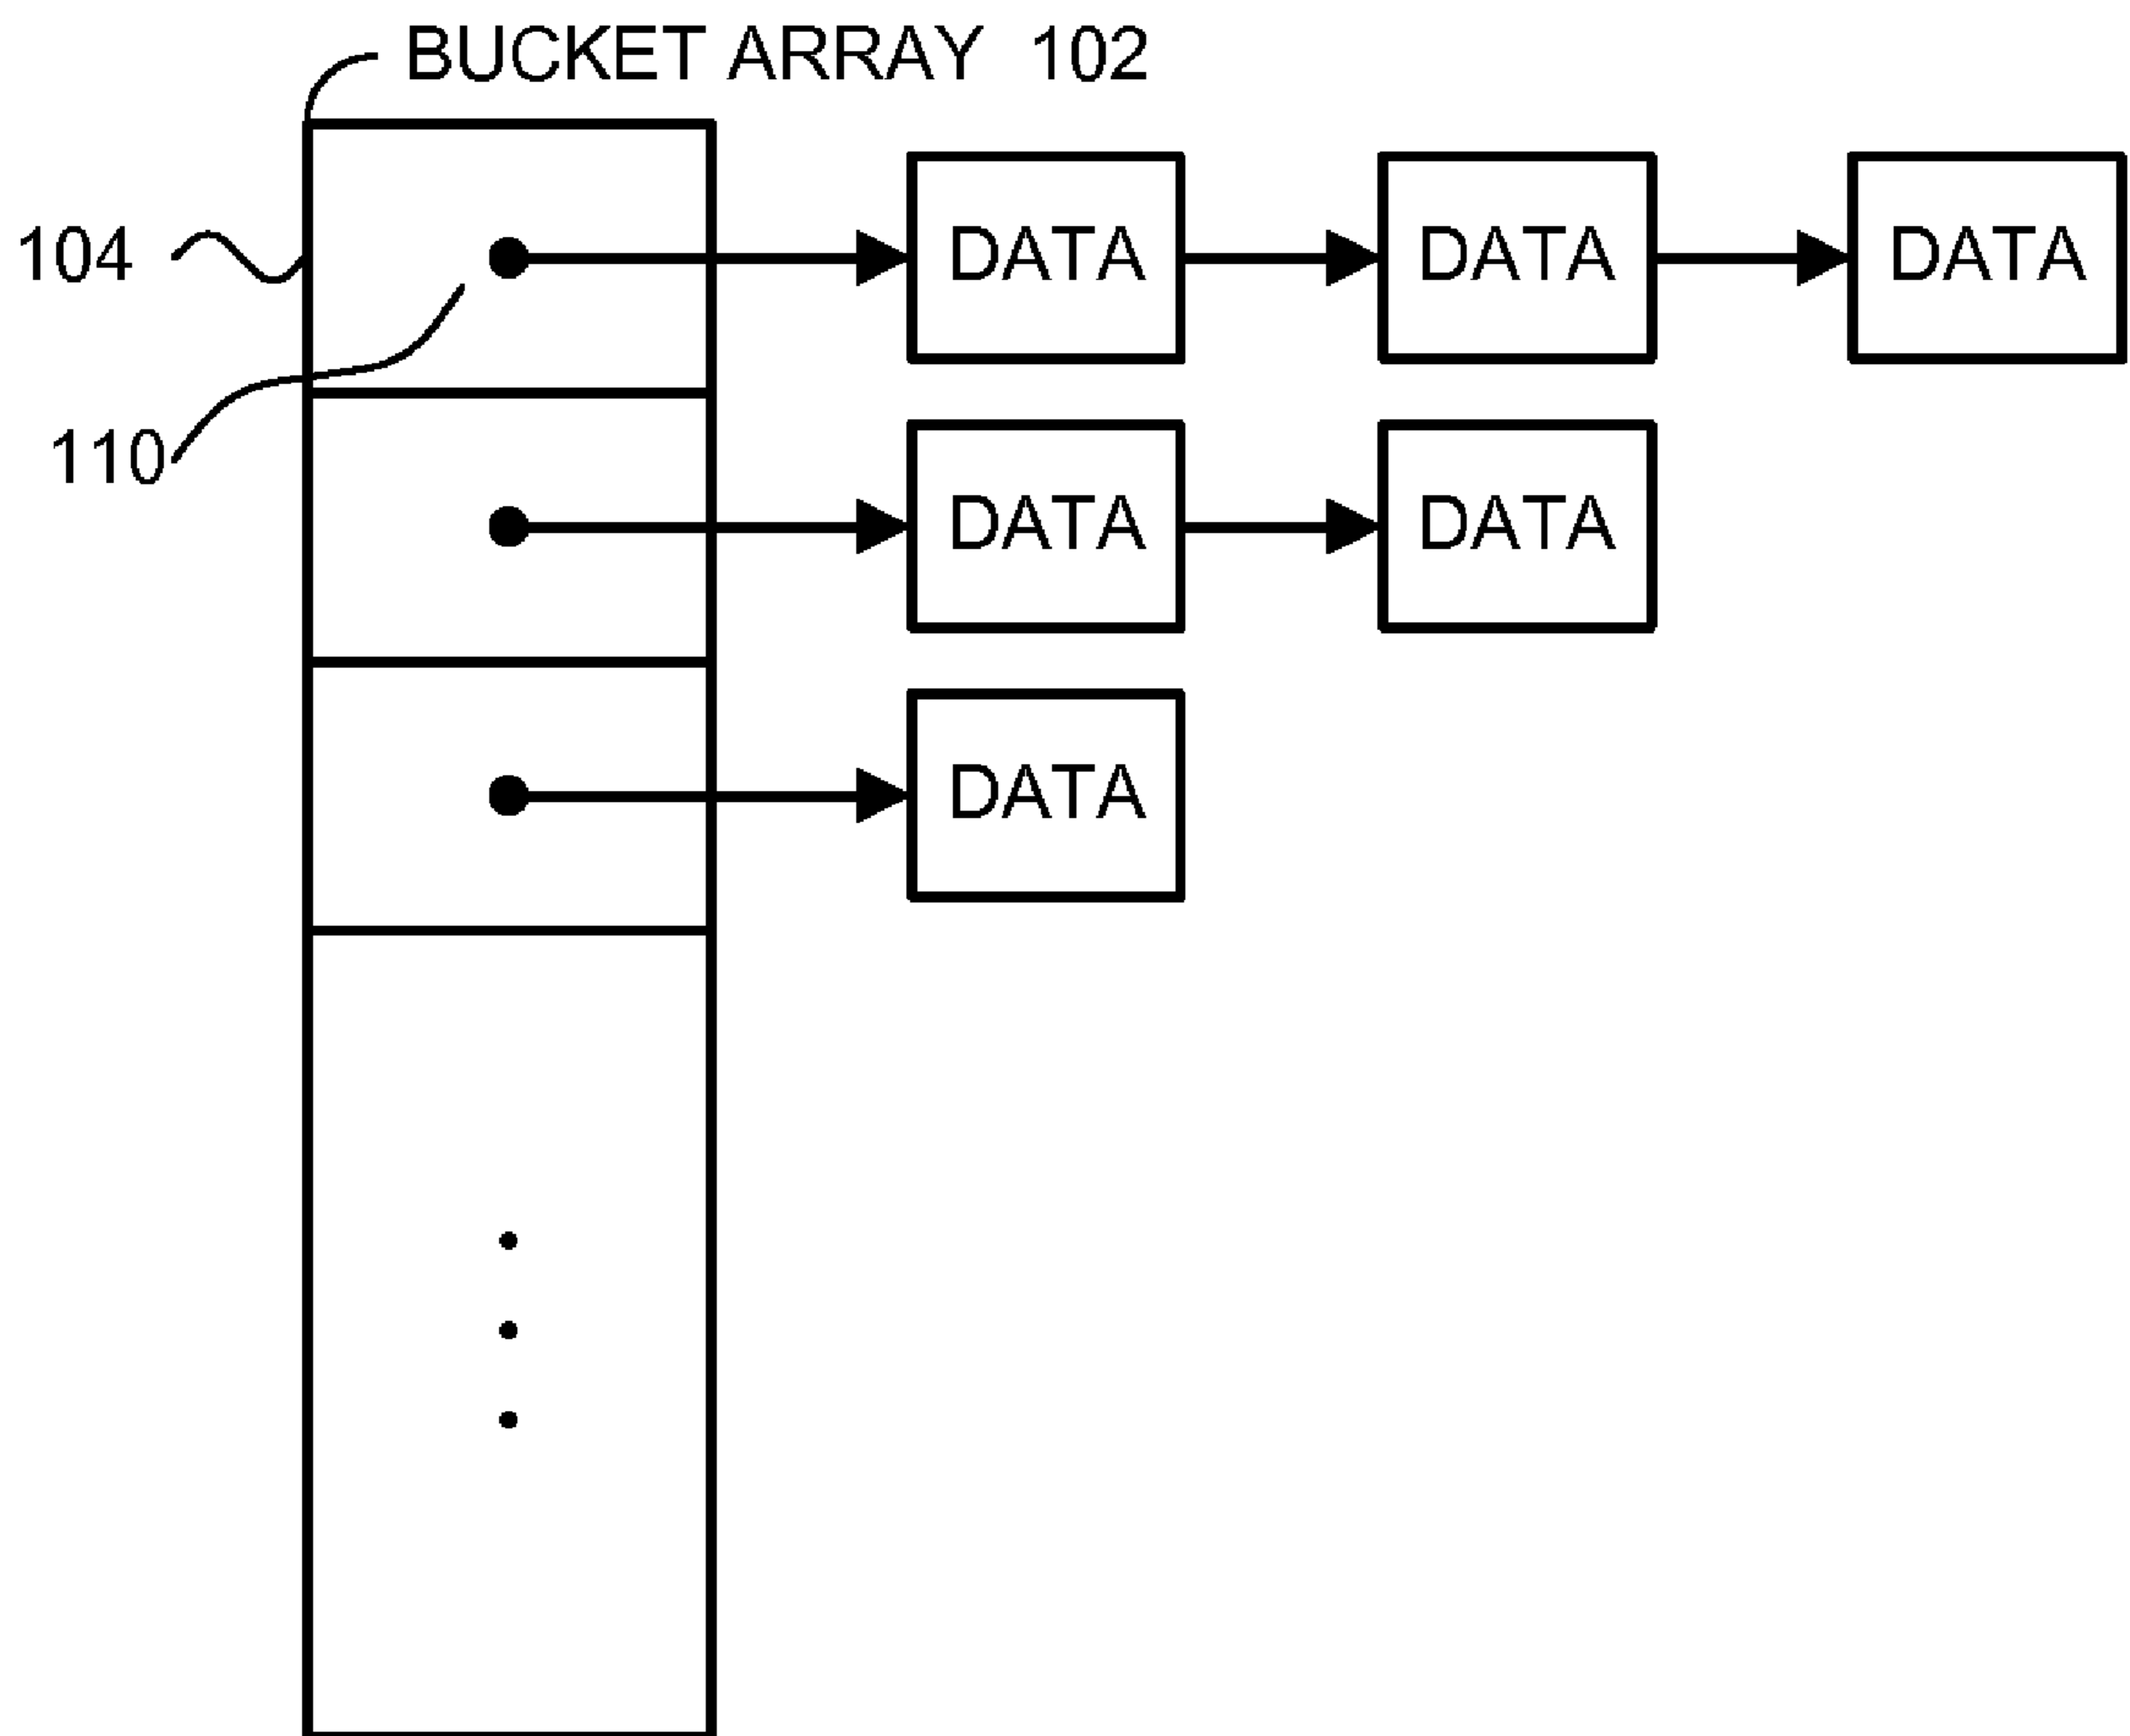 BUCKET ARRAY 102
104
DATA DATA DATA
110
DATA DATA
DATA